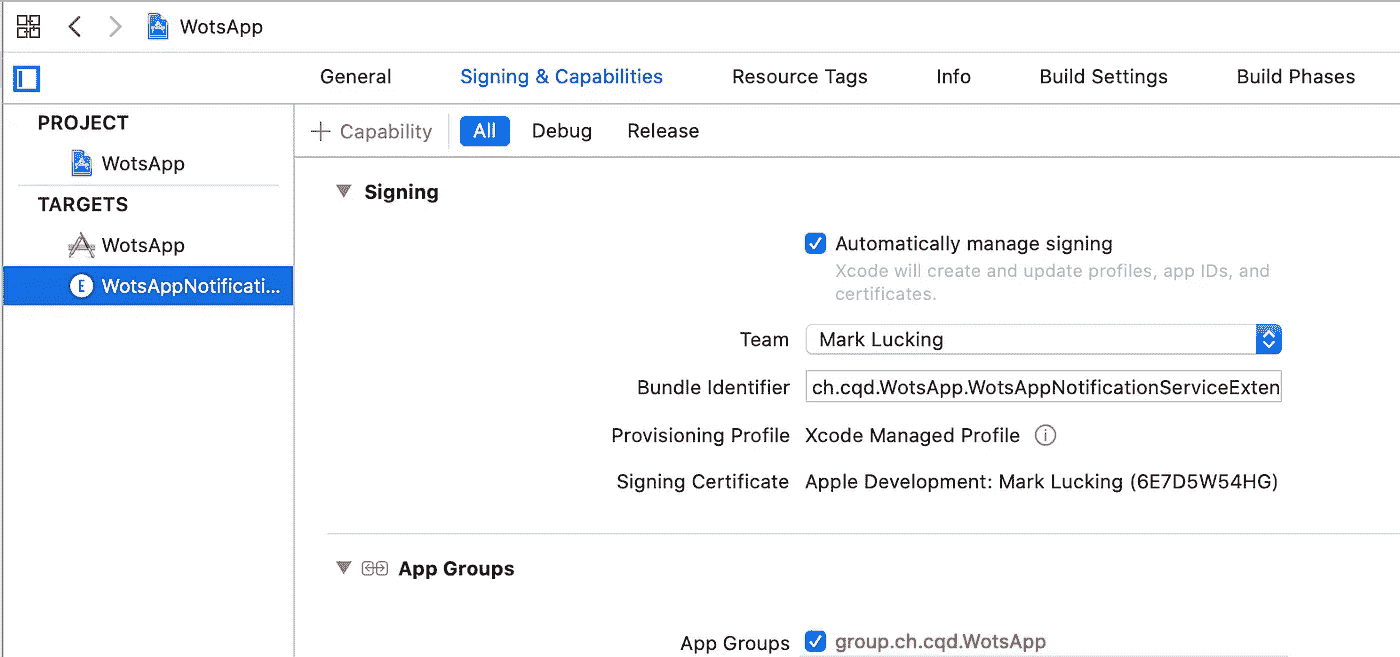 WotsApp
General Signing & Capabilities Resource Tags Info Build Settings Build Phases
PROJECT
WotsApp
TARGETS
WotsApp
E WotsAppNotificati...
+ Capability All Debug Release
Signing
Automatically manage signing
Xcode will create and update profiles, app IDs, and
certificates.
Team Mark Lucking
Bundle Identifier ch.cqd.WotsApp.WotsAppNotificationServiceExten
Provisioning Profile Xcode Managed Profile
Signing Certificate Apple Development: Mark Lucking (6E7D5W54HG)
App Groups
App Groups group.ch.cqd.WotsApp